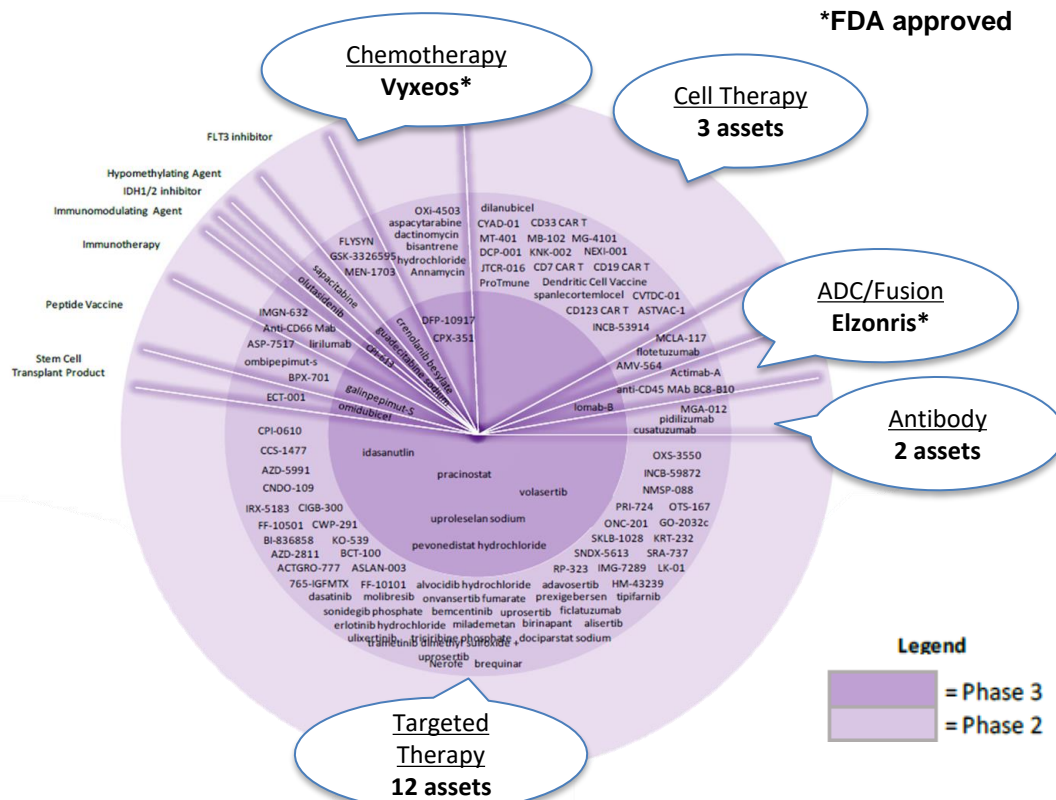 *FDA approved
Chemotherapy
Vyxeos*
Cell Therapy
3 assets
FLT3 inhibitor
Hypomethylating Agent
IDH1/2 inhibitor
Immunomodulating Agent
Immunotherapy
Peptide Vaccine
Stem Cell
Transplant Product
ADC/Fusion
Elzonris*
Antibody
2 assets
OXi-4503
aspacytarabine
dactinomycin
bisantrene
hydrochloride
Annamycin
DFP-10917
CPX-351
dilanubicel
CYAD-01 CD33 CAR T
MT-401 MB-102 MG-4101
DCP-001 KNK-002 NEXI-001
JTCR-016 CD7 CAR T CD19 CAR T
ProTmune Dendritic Cell Vaccine
spanlecortemlocel CVTDC-01
CD123 CAR T ASTVAC-1
INCB-53914
MCLA-117
flotetuzumab
AMV-564
Actimab-A
anti-CD45 MAb BC8-B10
Iomab-B
MGA-012
pidilizumab
cusatuzumab
FLYSYN
GSK-3326595
MEN-1703
crenolanib besylate
sapacitabine
guadecitabine sodium
olutasidenib
CPI-613
IMGN-632
Anti-CD66 Mab
ASP-7517 lirilumab
ombipepimut-s
BPX-701
galinpepimut-S
ECT-001
omidubicel
CPI-0610
CCS-1477
AZD-5991
CNDO-109
IRX-5183 CIGB-300
FF-10501 CWP-291
BI-836858 KO-539
AZD-2811 BCT-100
ACTGRO-777 ASLAN-003
idasanutlin
pracinostat
volasertib
uproleselan sodium
pevonedistat hydrochloride
OXS-3550
INCB-59872
NMSP-088
PRI-724 OTS-167
ONC-201 GO-2032c
SKLB-1028 KRT-232
SNDX-5613 SRA-737
RP-323 IMG-7289 LK-01
765-IGFMTX FF-10101 alvocidib hydrochloride adavosertib HM-43239
dasatinib molibresib onvansertib fumarate prexigebersen tipifarnib
sonidegib phosphate bemcentinib uprosertib ficlatuzumab
erlotinib hydrochloride milademetan birinapant alisertib
ulixertinib triciribine phosphate dociparstat sodium
trametinib dimethyl sulfoxide +
uprosertib
Nerofe brequinar
Targeted
Therapy
12 assets
Legend
= Phase 3
= Phase 2